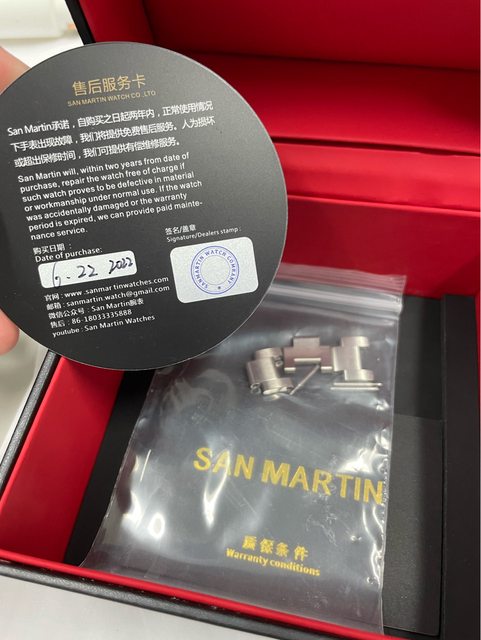 售后服务卡
SAN MARTIN WATCH CO., LTD
San Martin承诺，自购买之日起两年内，正常使用情况
下手表出现故障，我们将提供免费售后服务。人为损坏
或超出保修时间，我们可提供有偿维修服务。
San Martin will, within two years from date of
purchase, repair the watch free of charge if
such watch proves to be defective in material
or workmanship under normal use. If the watch
was accidentally damaged or the warranty
period is expired, we can provide paid mainte-
nance service.
购买日期：
Date of purchase:
6.22 2022
签名/盖章
Signature/Dealers stamp:
SANMARTIN WATCH COMPANY
官网：www.sanmartinwatches.com
邮箱：sanmartin.watch@gmail.com
微信公众号：San Martin腕表
售后：86-18033335888
youtube：San Martin Watches
SAN MARTIN
质保条件
Warranty conditions